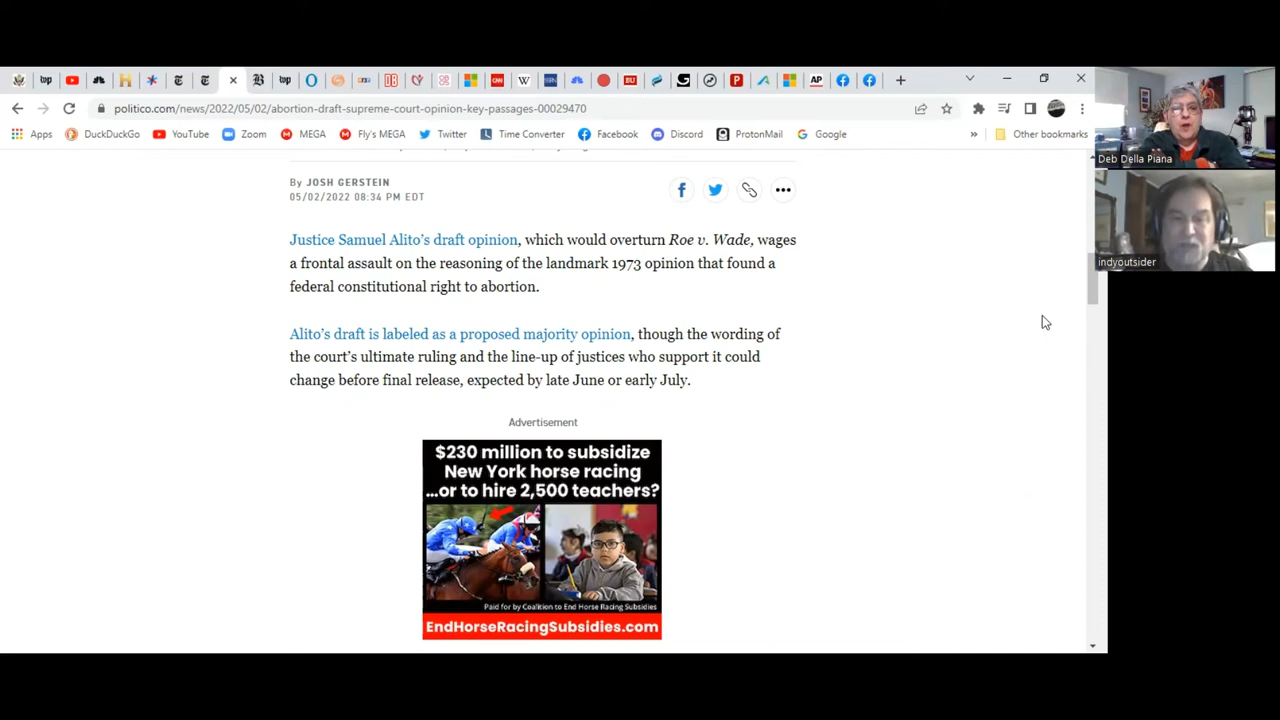 politico.com/news/2022/05/02/abortion-draft-supreme-court-opinion-key-passages-00029470
Apps DuckDuckGo YouTube Zoom MEGA Fly's MEGA Twitter Time Converter Facebook Discord ProtonMail Google » Other bookmarks
Deb Della Piana
indyoutsider
By JOSH GERSTEIN
05/02/2022 08:34 PM EDT
Justice Samuel Alito’s draft opinion, which would overturn Roe v. Wade, wages
a frontal assault on the reasoning of the landmark 1973 opinion that found a
federal constitutional right to abortion.
Alito’s draft is labeled as a proposed majority opinion, though the wording of
the court’s ultimate ruling and the line-up of justices who support it could
change before final release, expected by late June or early July.
Advertisement
$230 million to subsidize
New York horse racing
...or to hire 2,500 teachers?
Paid for by Coalition to End Horse Racing Subsidies
EndHorseRacingSubsidies.com